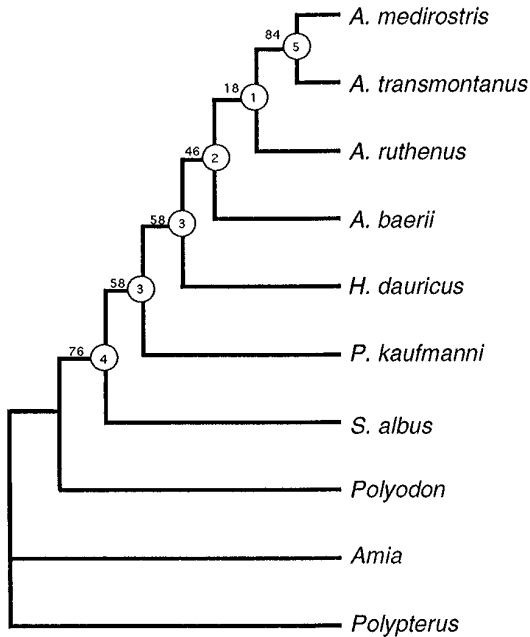 A. medirostris
84
5
A. transmontanus
18
1
A. ruthenus
46
2
A. baerii
58
3
H. dauricus
58
3
P. kaufmanni
76
4
S. albus
Polyodon
Amia
Polypterus